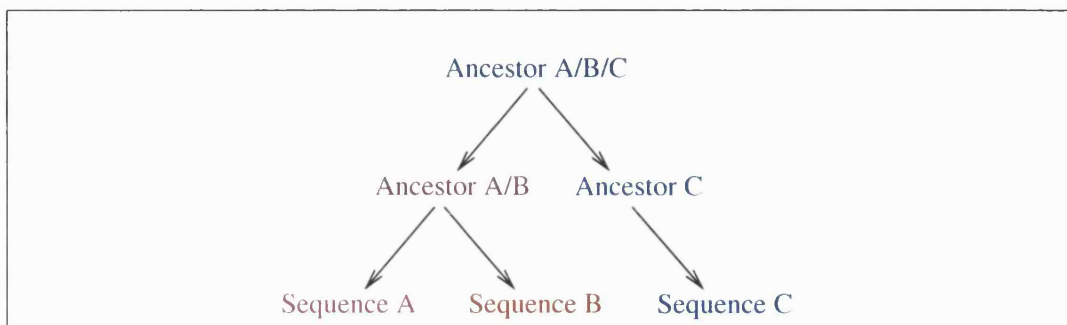 Ancestor A/B/C
Ancestor A/B Ancestor C
Sequence A Sequence B Sequence C